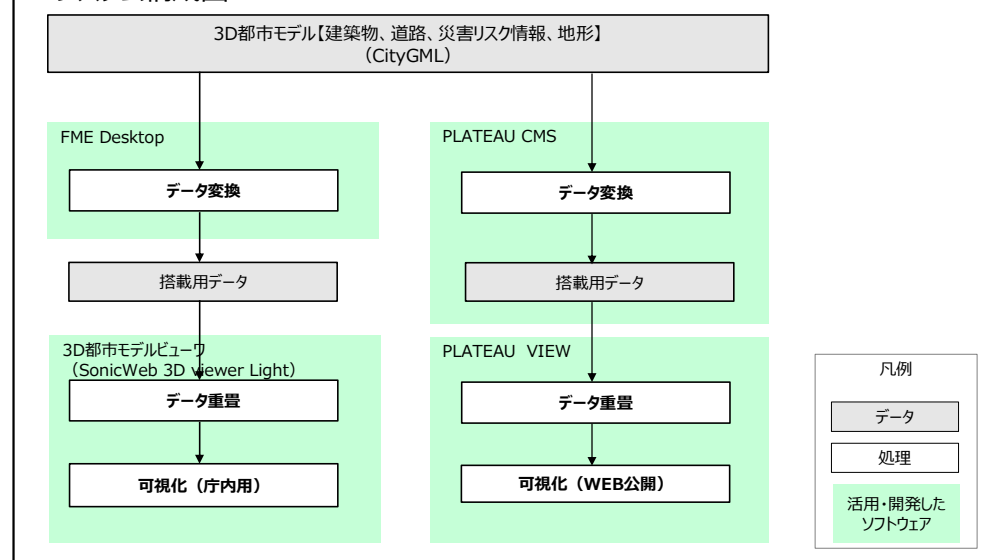 3D都市モデル【建築物、道路、災害リスク情報、地形】
（CityGML）
FME Desktop
データ変換
搭載用データ
3D都市モデルビューワ
（SonicWeb 3D viewer Light）
データ重畳
可視化（庁内用）
PLATEAU CMS
データ変換
搭載用データ
PLATEAU VIEW
データ重畳
可視化（WEB公開）
凡例
データ
処理
活用・開発した
ソフトウェア